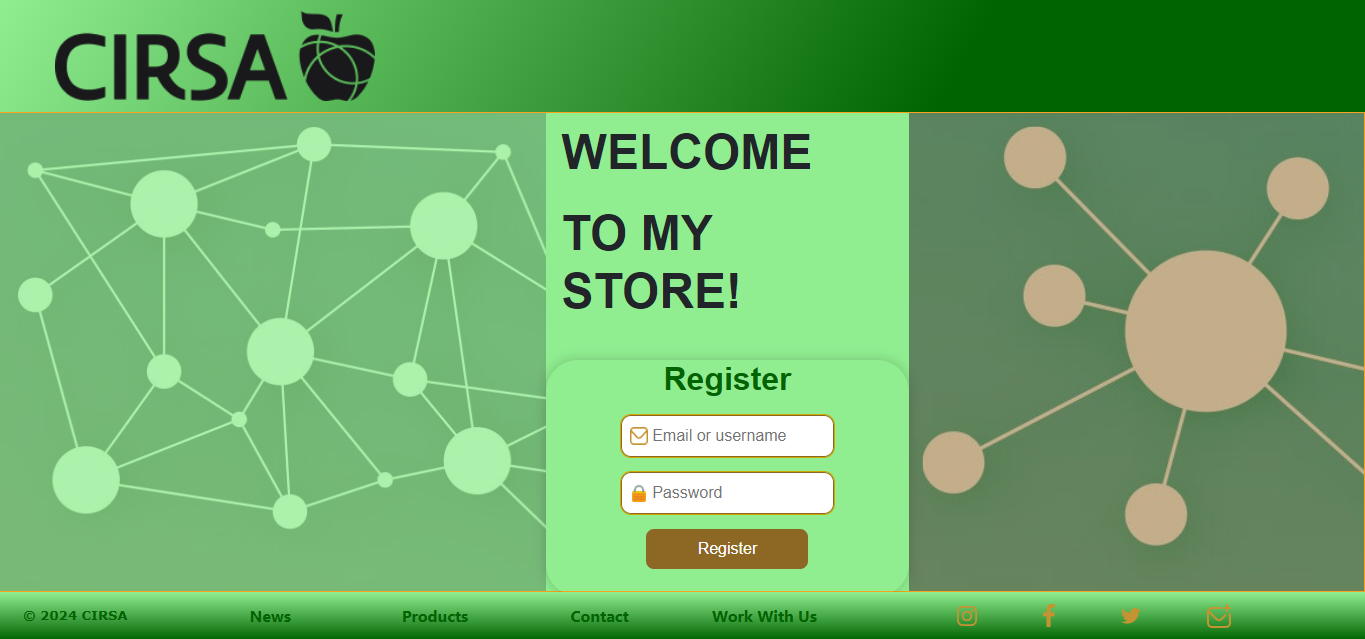 CIRSA
WELCOME
TO MY
STORE!
Register
Email or username
Password
Register
© 2024 CIRSA
News
Products
Contact
Work With Us